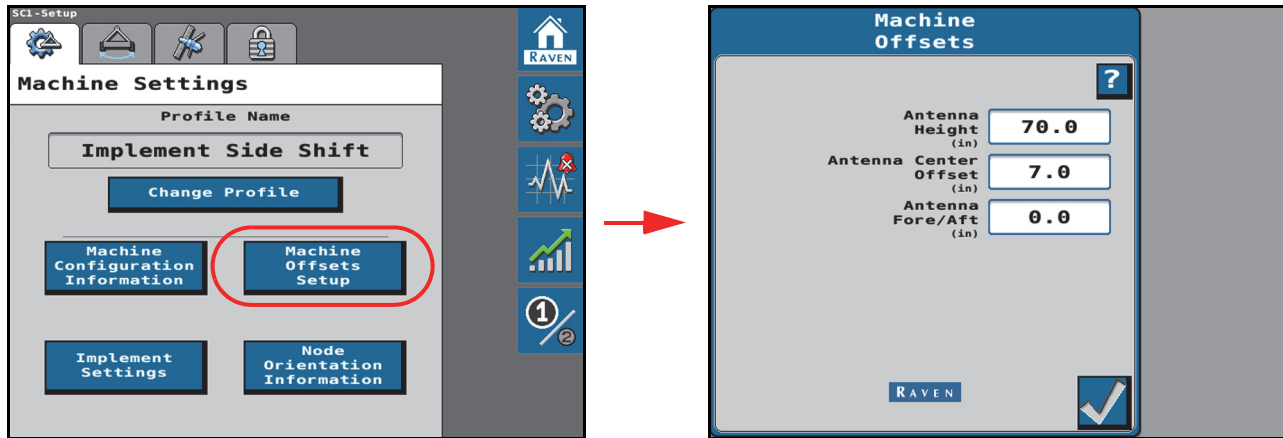 SC1-Setup
Machine Settings
Profile Name
Implement Side Shift
Change Profile
Machine
Configuration
Information
Machine
Offsets
Setup
Implement
Settings
Node
Orientation
Information
RAVEN
1/2
Machine
Offsets
?
Antenna
Height
(in)
70.0
Antenna Center
Offset
(in)
7.0
Antenna
Fore/Aft
(in)
0.0
RAVEN